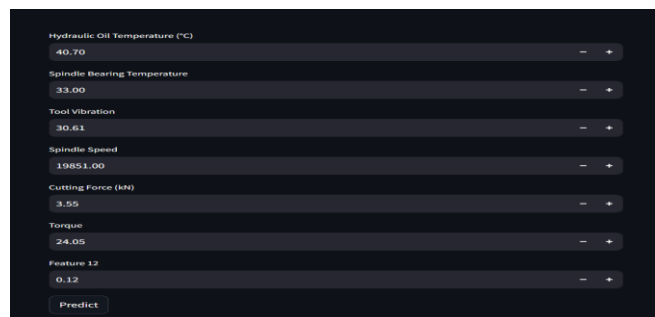 Hydraulic Oil Temperature (°C)
40.70 − +
Spindle Bearing Temperature
33.00 − +
Tool Vibration
30.61 − +
Spindle Speed
19851.00 − +
Cutting Force (kN)
3.55 − +
Torque
24.05 − +
Feature 12
0.12 − +
Predict